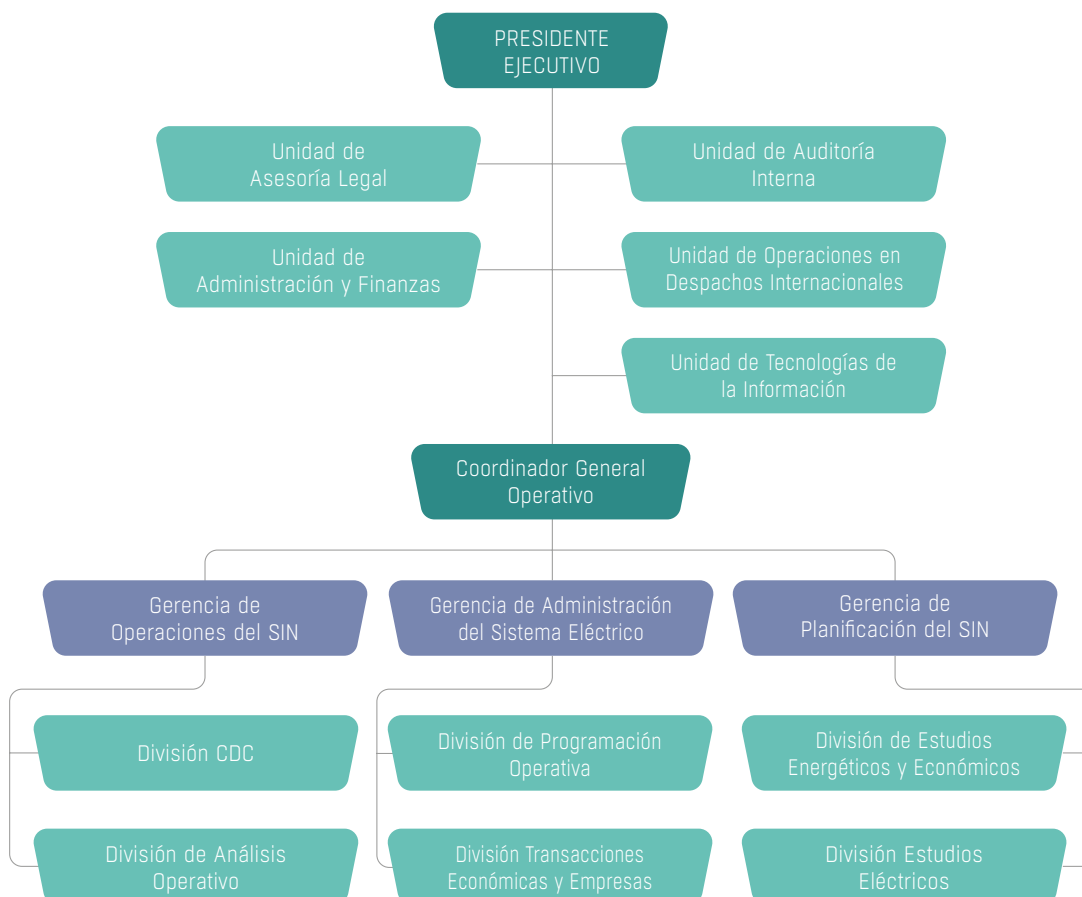 PRESIDENTE
EJECUTIVO
Unidad de
Asesoría Legal
Unidad de Auditoría
Interna
Unidad de
Administración y Finanzas
Unidad de Operaciones en
Despachos Internacionales
Unidad de Tecnologías de
la Información
Coordinador General
Operativo
Gerencia de
Operaciones del SIN
Gerencia de Administración
del Sistema Eléctrico
Gerencia de
Planificación del SIN
División CDC
División de Programación
Operativa
División de Estudios
Energéticos y Económicos
División de Análisis
Operativo
División Transacciones
Económicas y Empresas
División Estudios
Eléctricos